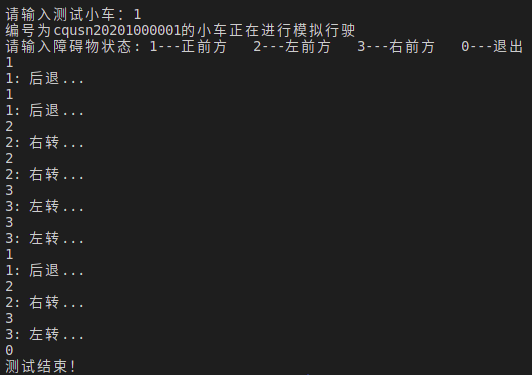 请输入测试小车: 1
编号为cqusn20201000001的小车正在进行模拟行驶
请输入障碍物状态: 1---正前方   2---左前方   3---右前方   0---退出
1
1: 后退...
1
1: 后退...
2
2: 右转...
2
2: 右转...
3
3: 左转...
3
3: 左转...
1
1: 后退...
2
2: 右转...
3
3: 左转...
0
测试结束!